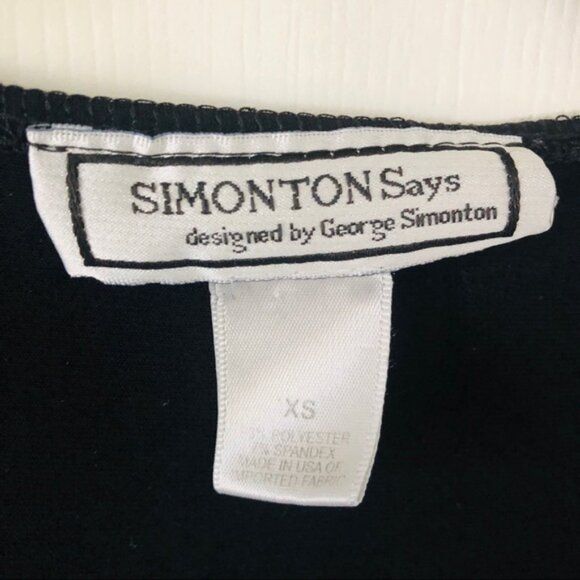 SIMONTON Says
designed by George Simonton
XS
POLYESTER
SPANDEX
MADE IN USA OF
IMPORTED FABRIC